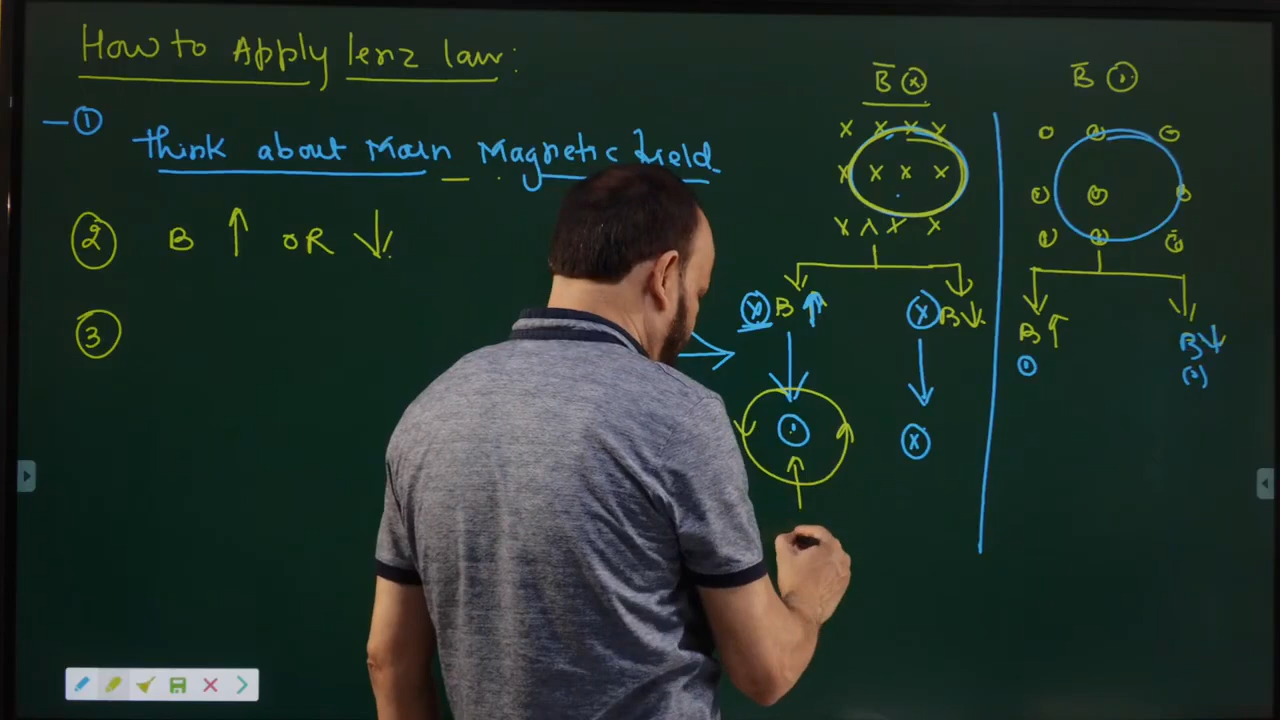 How to Apply lenz law:
B ⊗
B ⊙
— ① Think about Main Magnetic field
x x x x
x x x x
x x x x
② B ↑ OR ↓
⊗ B ↑
⊗ B ↓
B ↑
⊙
B ↓
(·)
③
⊙
⊗